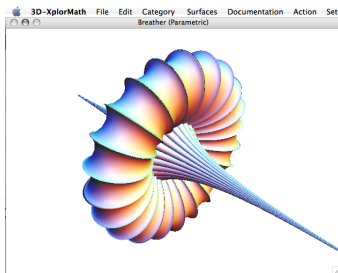 3D-XplorMath File Edit Category Surfaces Documentation Action Set
Breather (Parametric)